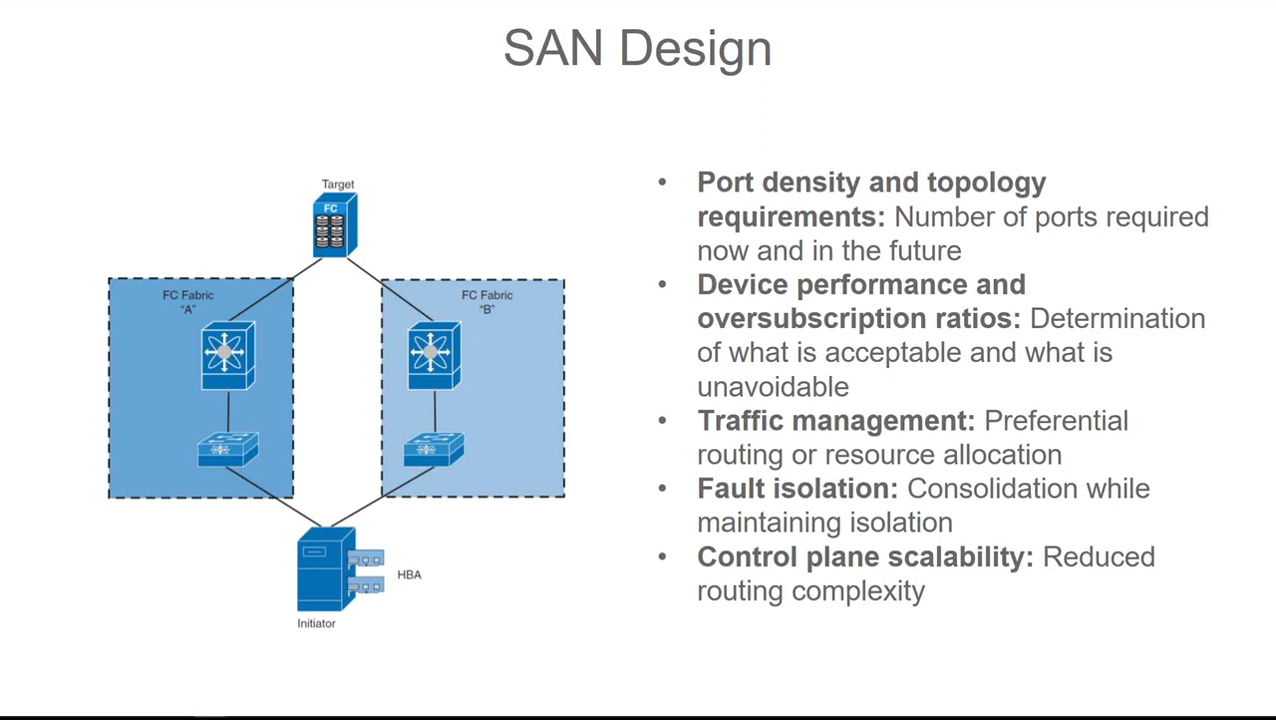 SAN Design
Target
FC
FC Fabric
"A"
FC Fabric
"B"
HBA
Initiator
• Port density and topology
requirements: Number of ports required
now and in the future
• Device performance and
oversubscription ratios: Determination
of what is acceptable and what is
unavoidable
• Traffic management: Preferential
routing or resource allocation
• Fault isolation: Consolidation while
maintaining isolation
• Control plane scalability: Reduced
routing complexity